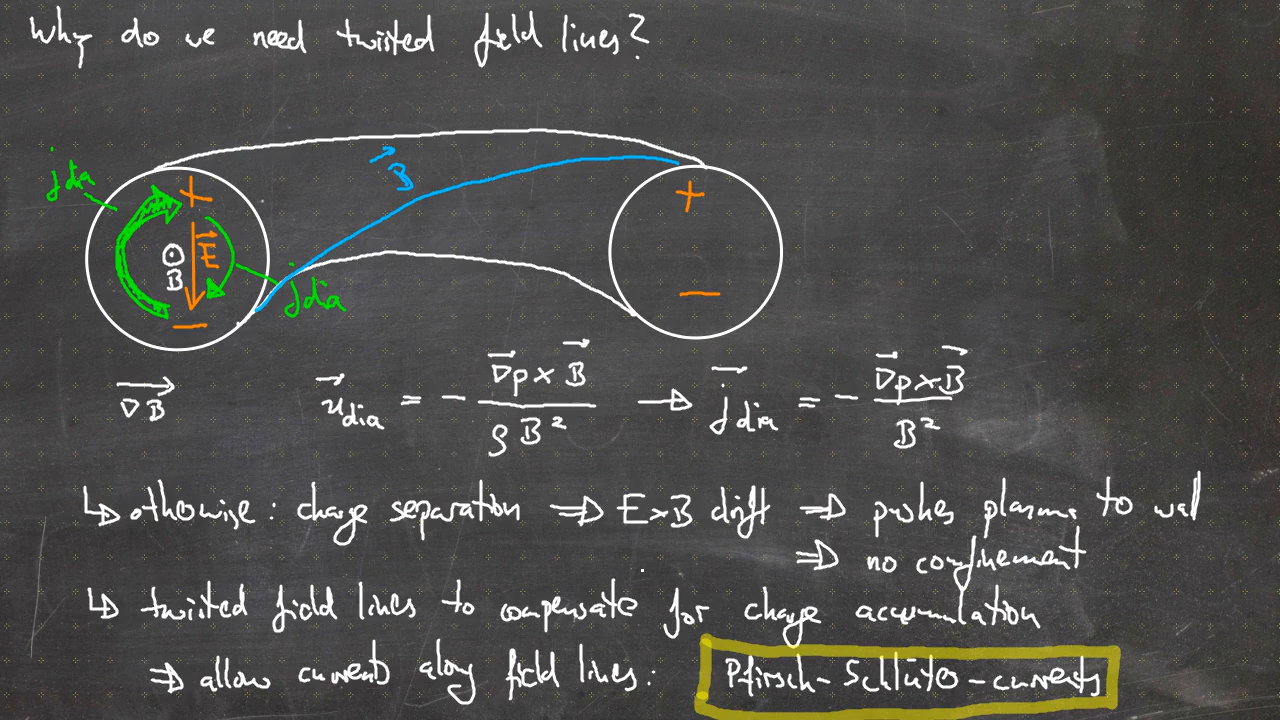 Why do we need twisted field lines?
j dia
B
+ +
E
B
j dia
− −
∇B u dia = − ∇p × B / ρB² → j dia = − ∇p × B / B²
↳ otherwise: charge separation ⇒ E×B drift ⇒ pushes plasma to wall
⇒ no confinement
↳ twisted field lines to compensate for charge accumulation
⇒ allow currents along field lines: Pfirsch-Schlüter-currents